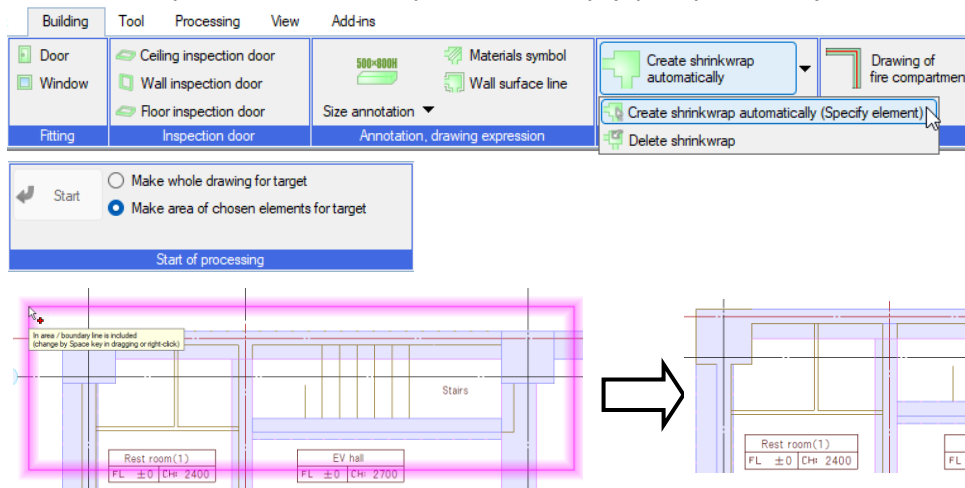 Building Tool Processing View Add-ins
Door
Window
Fitting
Ceiling inspection door
Wall inspection door
Floor inspection door
Inspection door
500×800H
Size annotation
Materials symbol
Wall surface line
Annotation, drawing expression
Create shrinkwrap
automatically
Drawing of
fire compartmen
Create shrinkwrap automatically (Specify element)
Delete shrinkwrap
Start
Make whole drawing for target
Make area of chosen elements for target
Start of processing
In area / boundary line is included
(change by Space key in dragging or right-click)
Stairs
Rest room(1)
FL ±0 CH: 2400
EV hall
FL ±0 CH: 2700
Rest room(1)
FL ±0 CH: 2400
FL